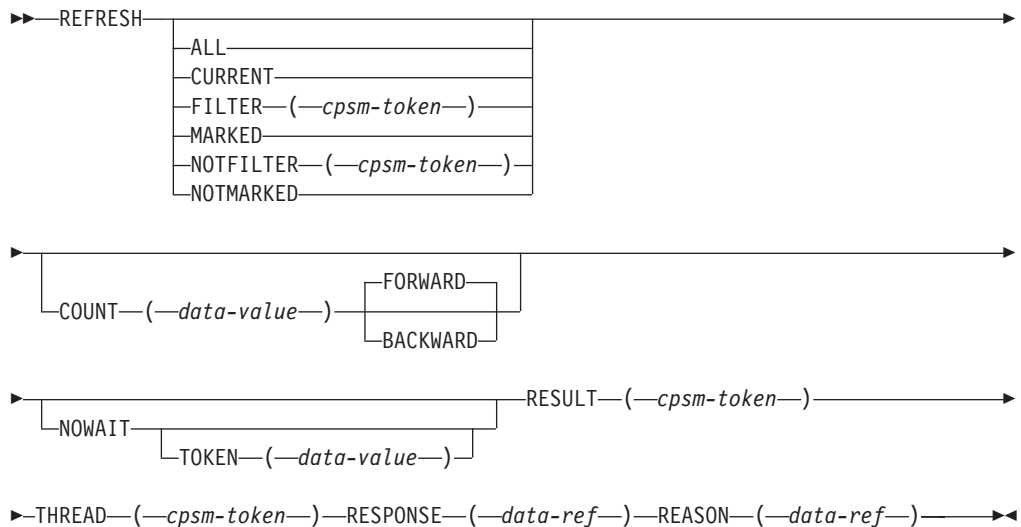 REFRESH
ALL
CURRENT
FILTER ( cpsm-token )
MARKED
NOTFILTER ( cpsm-token )
NOTMARKED
FORWARD
COUNT ( data-value )
BACKWARD
RESULT ( cpsm-token )
NOWAIT
TOKEN ( data-value )
THREAD ( cpsm-token ) RESPONSE ( data-ref ) REASON ( data-ref )